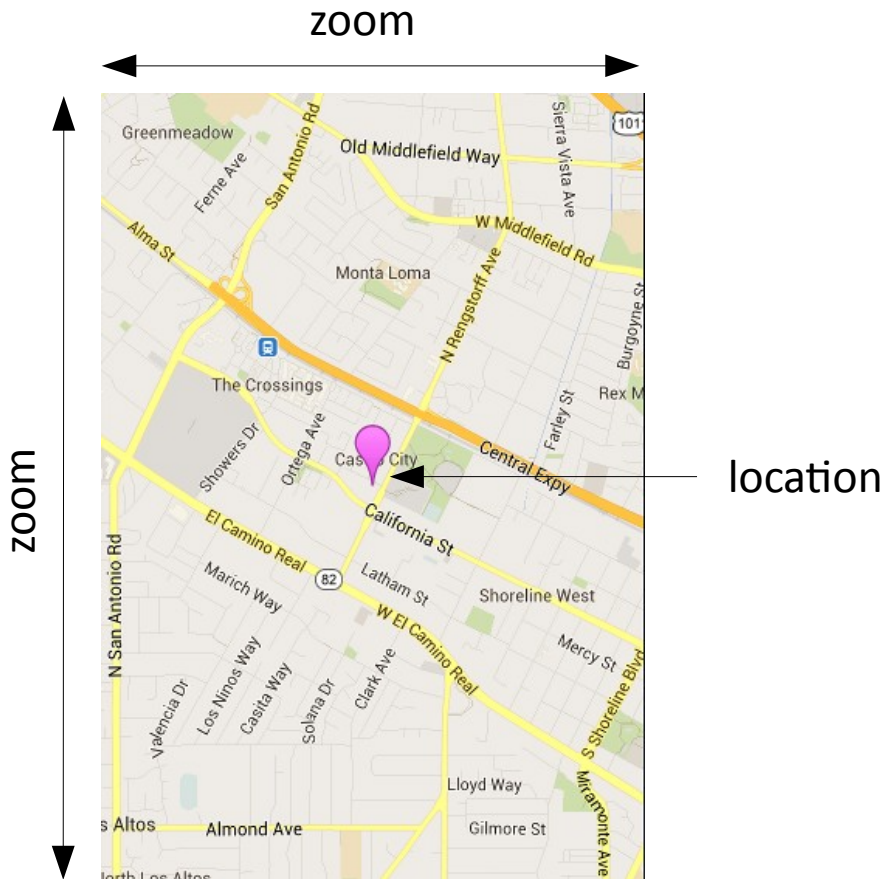 zoom
zoom
location
Greenmeadow
Ferne Ave
San Antonio Rd
Old Middlefield Way
Sierra Vista Ave
101
Alma St
W Middlefield Rd
Monta Loma
N Rengstorff Ave
Burgoyne St
The Crossings
Rex M
Farley St
Showers Dr
Ortega Ave
City
Central Expy
El Camino Real
California St
82
Marich Way
Latham St
Shoreline West
N San Antonio Rd
W El Camino Real
Mercy St
Valencia Dr
Los Ninos Way
Casita Way
Solana Dr
Clark Ave
S Shoreline Blvd
Lloyd Way
Miramonte Ave
s Altos
Almond Ave
Gilmore St
Los Altos